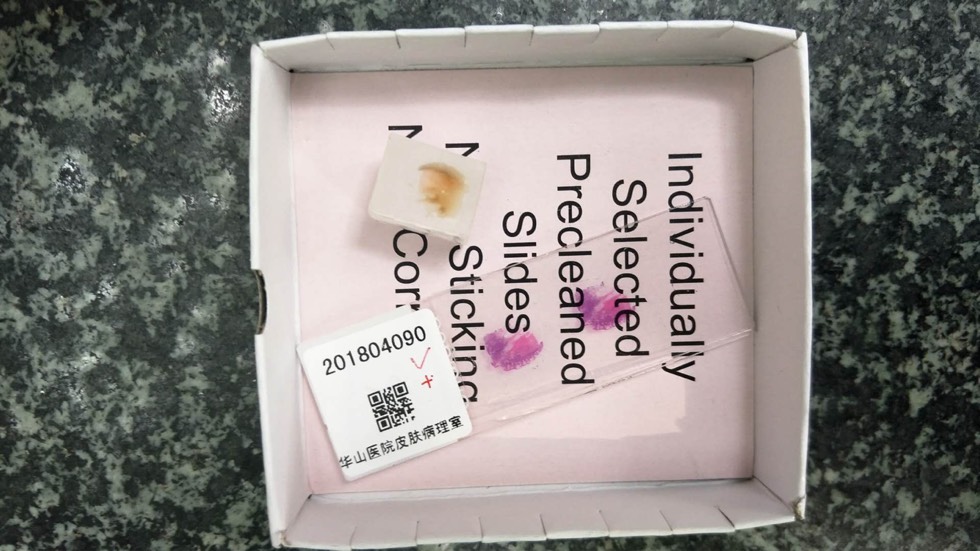 Individually
Selected
Precleaned
Slides
Sticking
201804090
华山医院皮肤病理室